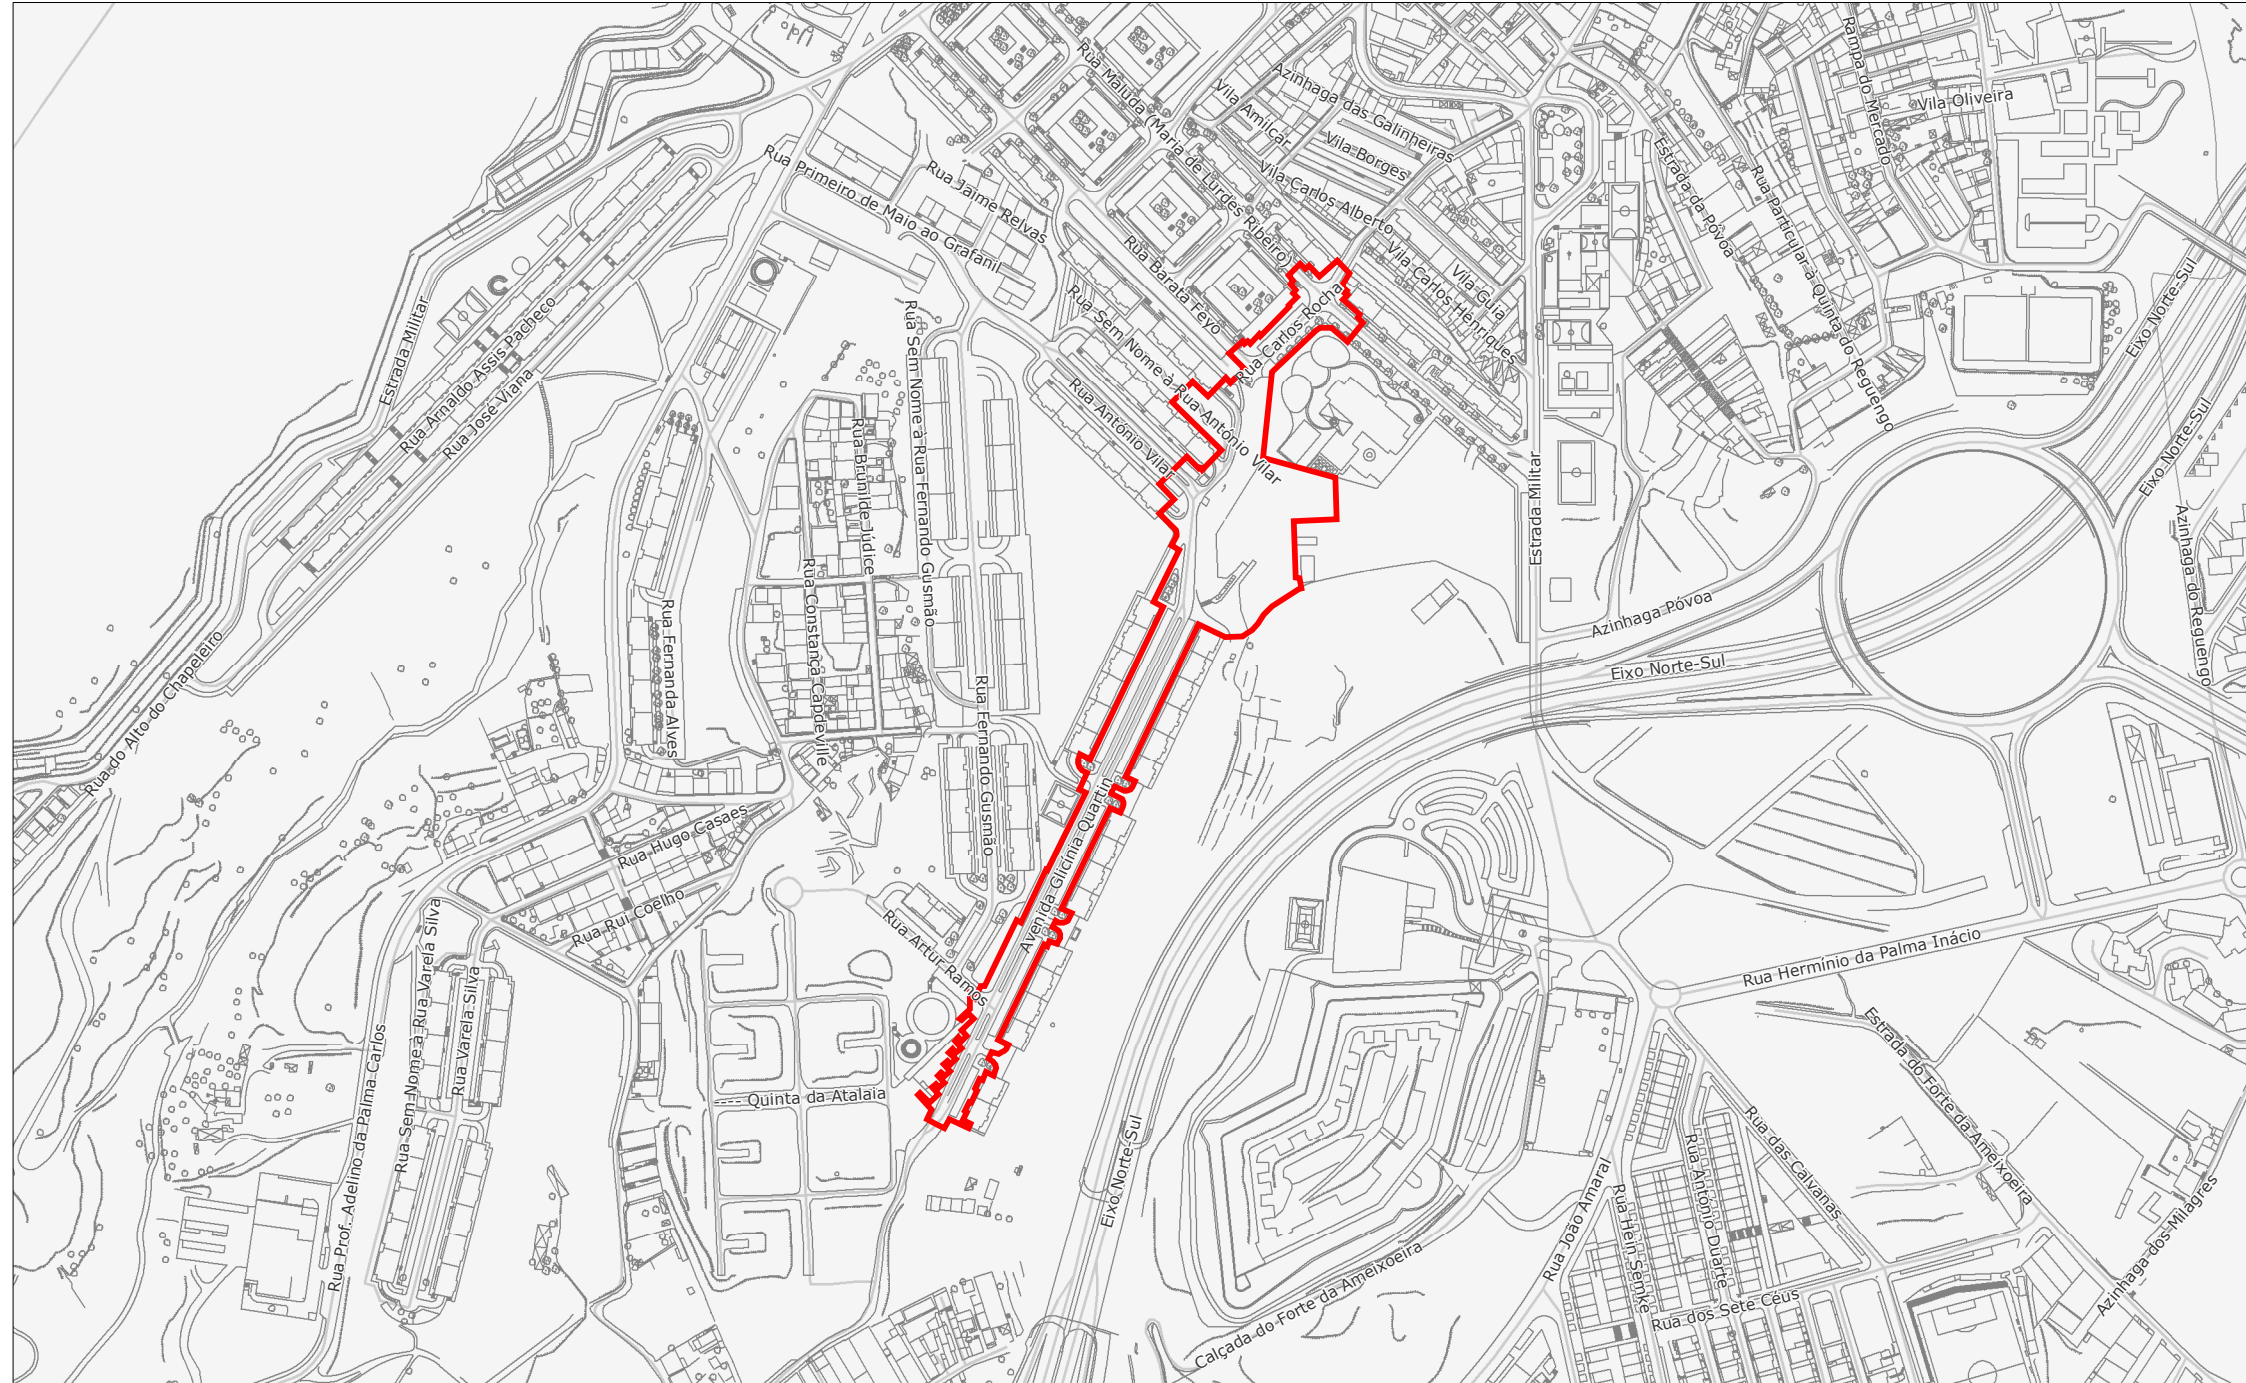 Rua Maluda (Maria de Lurdes Ribeiro)
Azinhaga das Galinheiras
Vila Amilcar
Vila Borges
Vila Carlos Alberto
Vila Carlos Henriques
Vila Guia
Rampa do Mercado
Vila Oliveira
Estrada da Póvoa
Rua Particular à Quinta do Reguengo
Eixo Norte-Sul
Eixo Norte-Sul
Azinhaga do Reguengo
Rua Primeiro de Maio ao Grafanil
Rua Jaime Relvas
Rua Barata Feyo
Rua Carlos Rocha
Rua Sem Nome à Rua António Vilar
Rua António Vilar
Estrada Militar
Rua Arnaldo Assis Pacheco
Rua José Viana
Rua Sem Nome à Rua Fernando Gusmão
Rua Brunilde Júdice
Rua Constança Capdeville
Rua Fernanda Alves
Rua Fernando Gusmão
Estrada Militar
Azinhaga Póvoa
Eixo Norte-Sul
Rua do Alto do Chapeleiro
Rua Hugo Casaes
Rua Rui Coelho
Avenida Glicínia Quartin
Rua Artur Ramos
Rua Sem Nome a Rua Varela Silva
Rua Varela Silva
Rua Prof. Adelino da Palma Carlos
Quinta da Atalaia
Rua Hermínio da Palma Inácio
Estrada do Forte da Ameixoeira
Eixo Norte-Sul
Rua das Calvanas
Rua António Duarte
Rua João Amaral
Rua Hein Semke
Rua dos Sete Céus
Calçada do Forte da Ameixoeira
Azinhaga dos Milagres